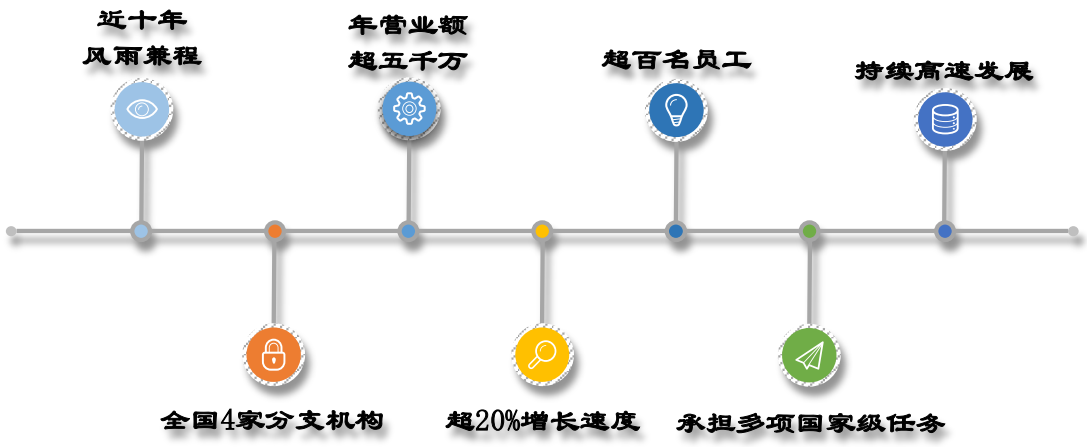 近十年
风雨兼程
年营业额
超五千万
超百名员工
持续高速发展
全国4家分支机构
超20%增长速度
承担多项国家级任务